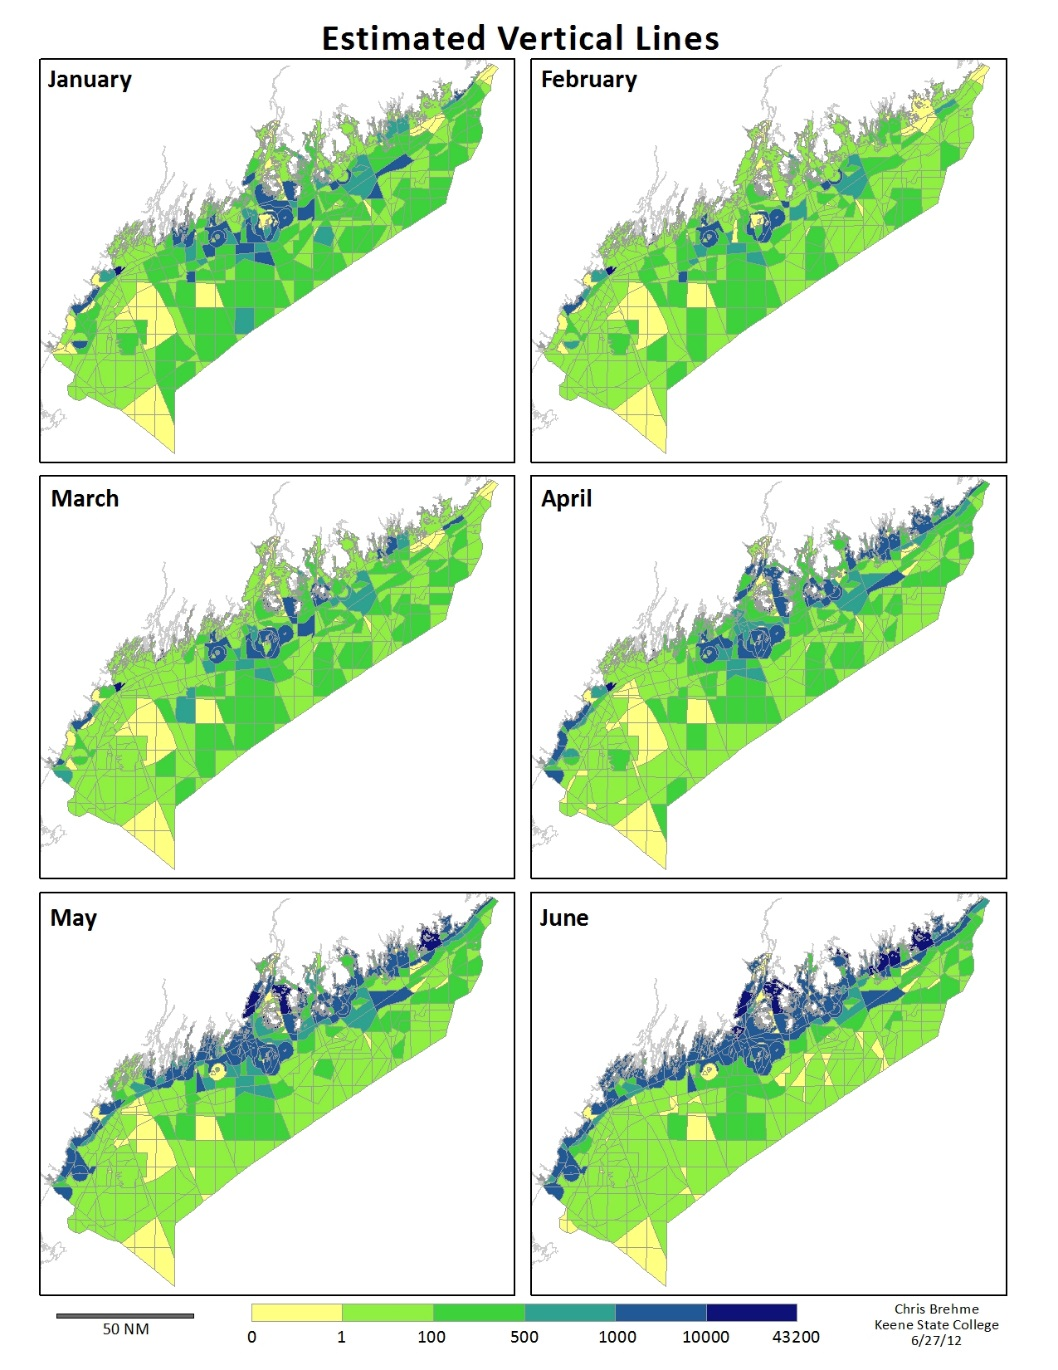 Estimated Vertical Lines
January
February
March
April
May
June
50 NM
0 1 100 500 1000 10000 43200
Chris Brehme
Keene State College
6/27/12